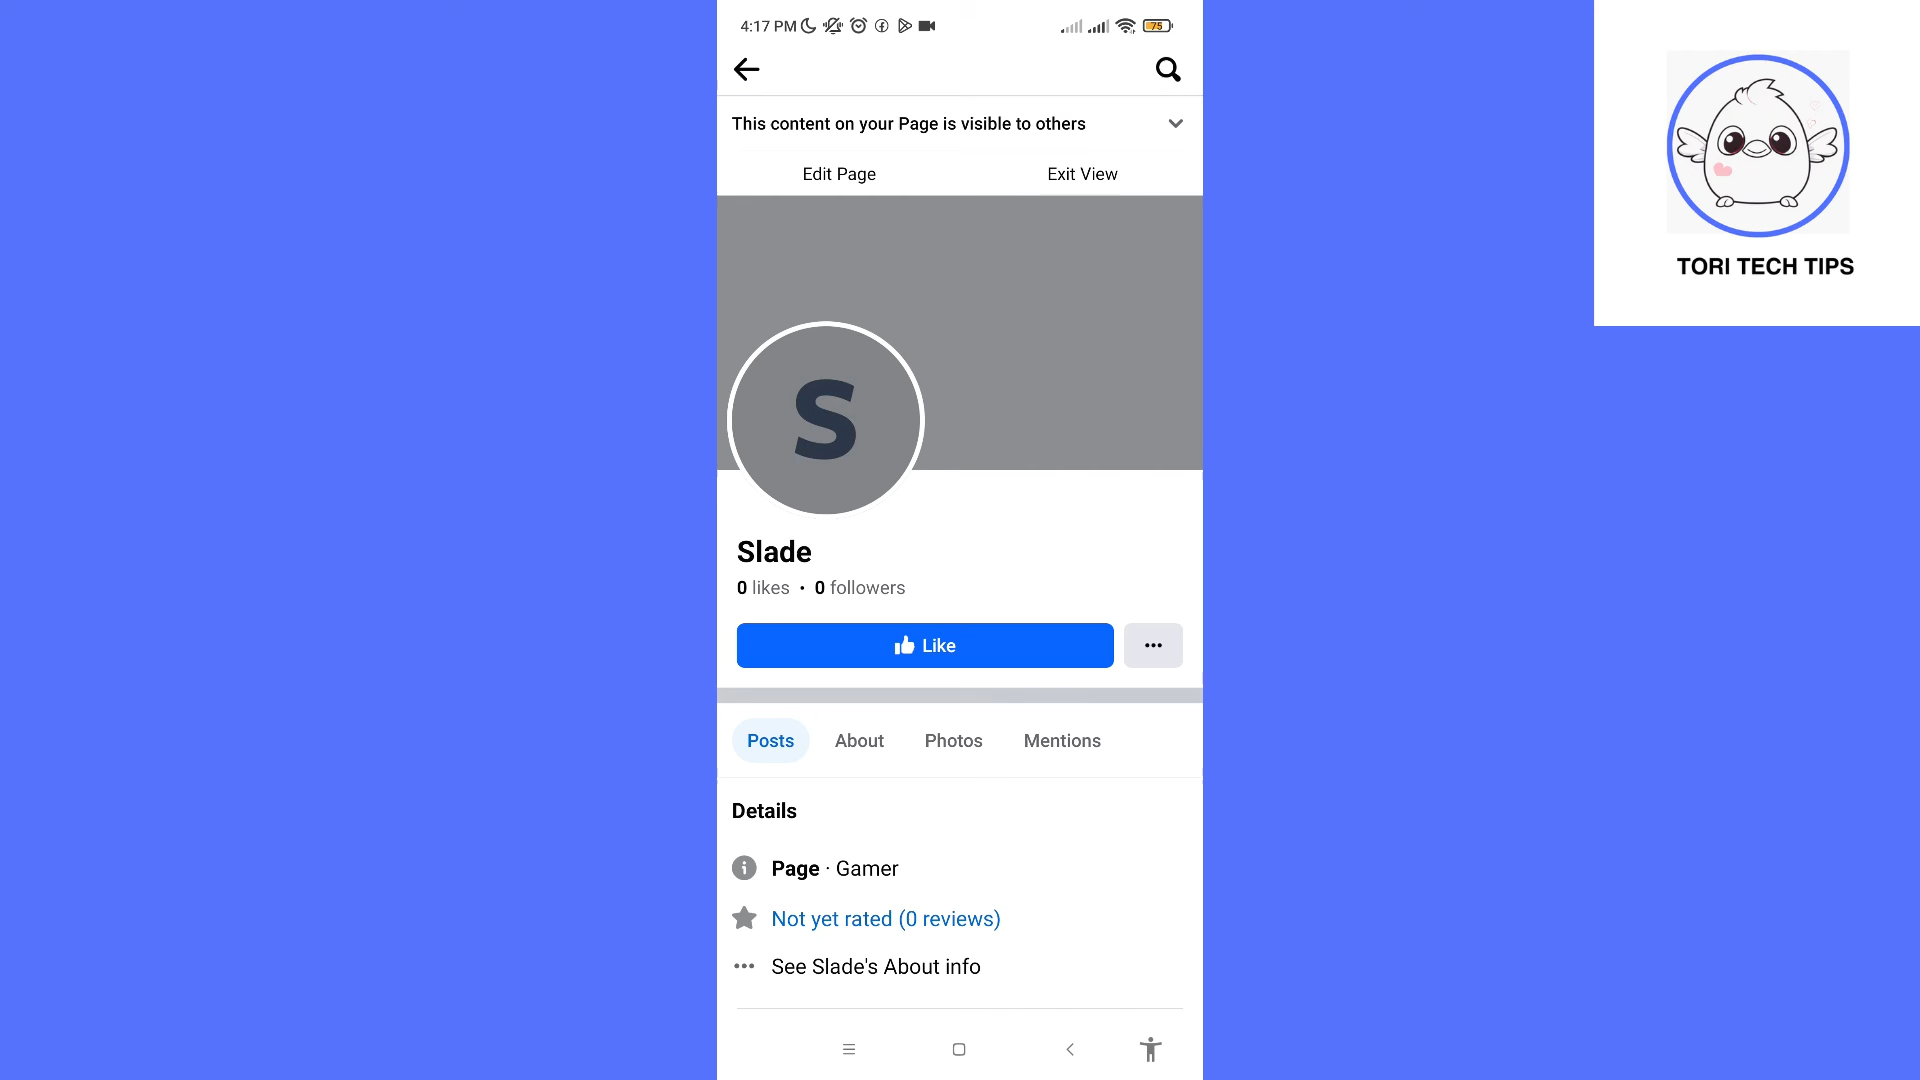 4:17 PM
75
This content on your Page is visible to others
Edit Page
Exit View
S
Slade
0 likes • 0 followers
Like
Posts
About
Photos
Mentions
Details
Page · Gamer
Not yet rated (0 reviews)
See Slade's About info
TORI TECH TIPS